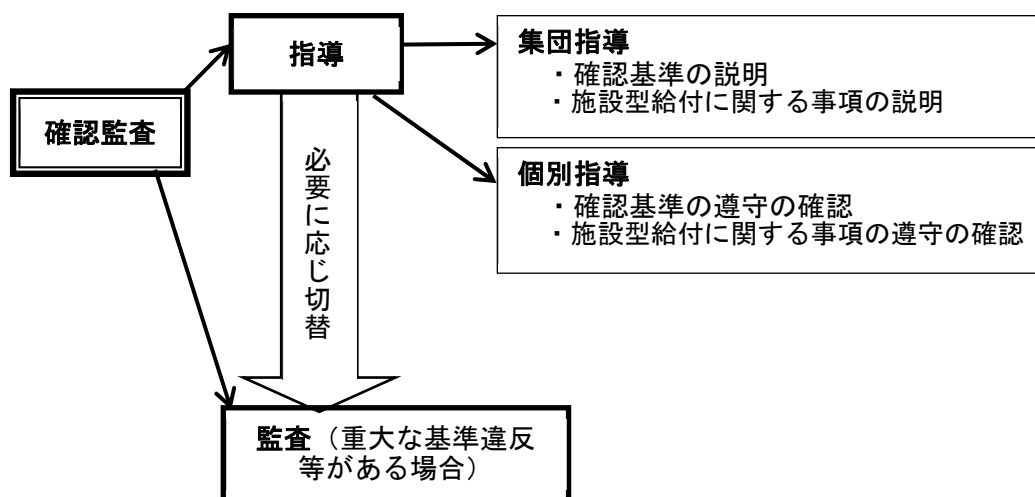 確認監査
指導
集団指導
・確認基準の説明
・施設型給付に関する事項の説明
個別指導
・確認基準の遵守の確認
・施設型給付に関する事項の遵守の確認
必要に応じ切替
監査（重大な基準違反
等がある場合）